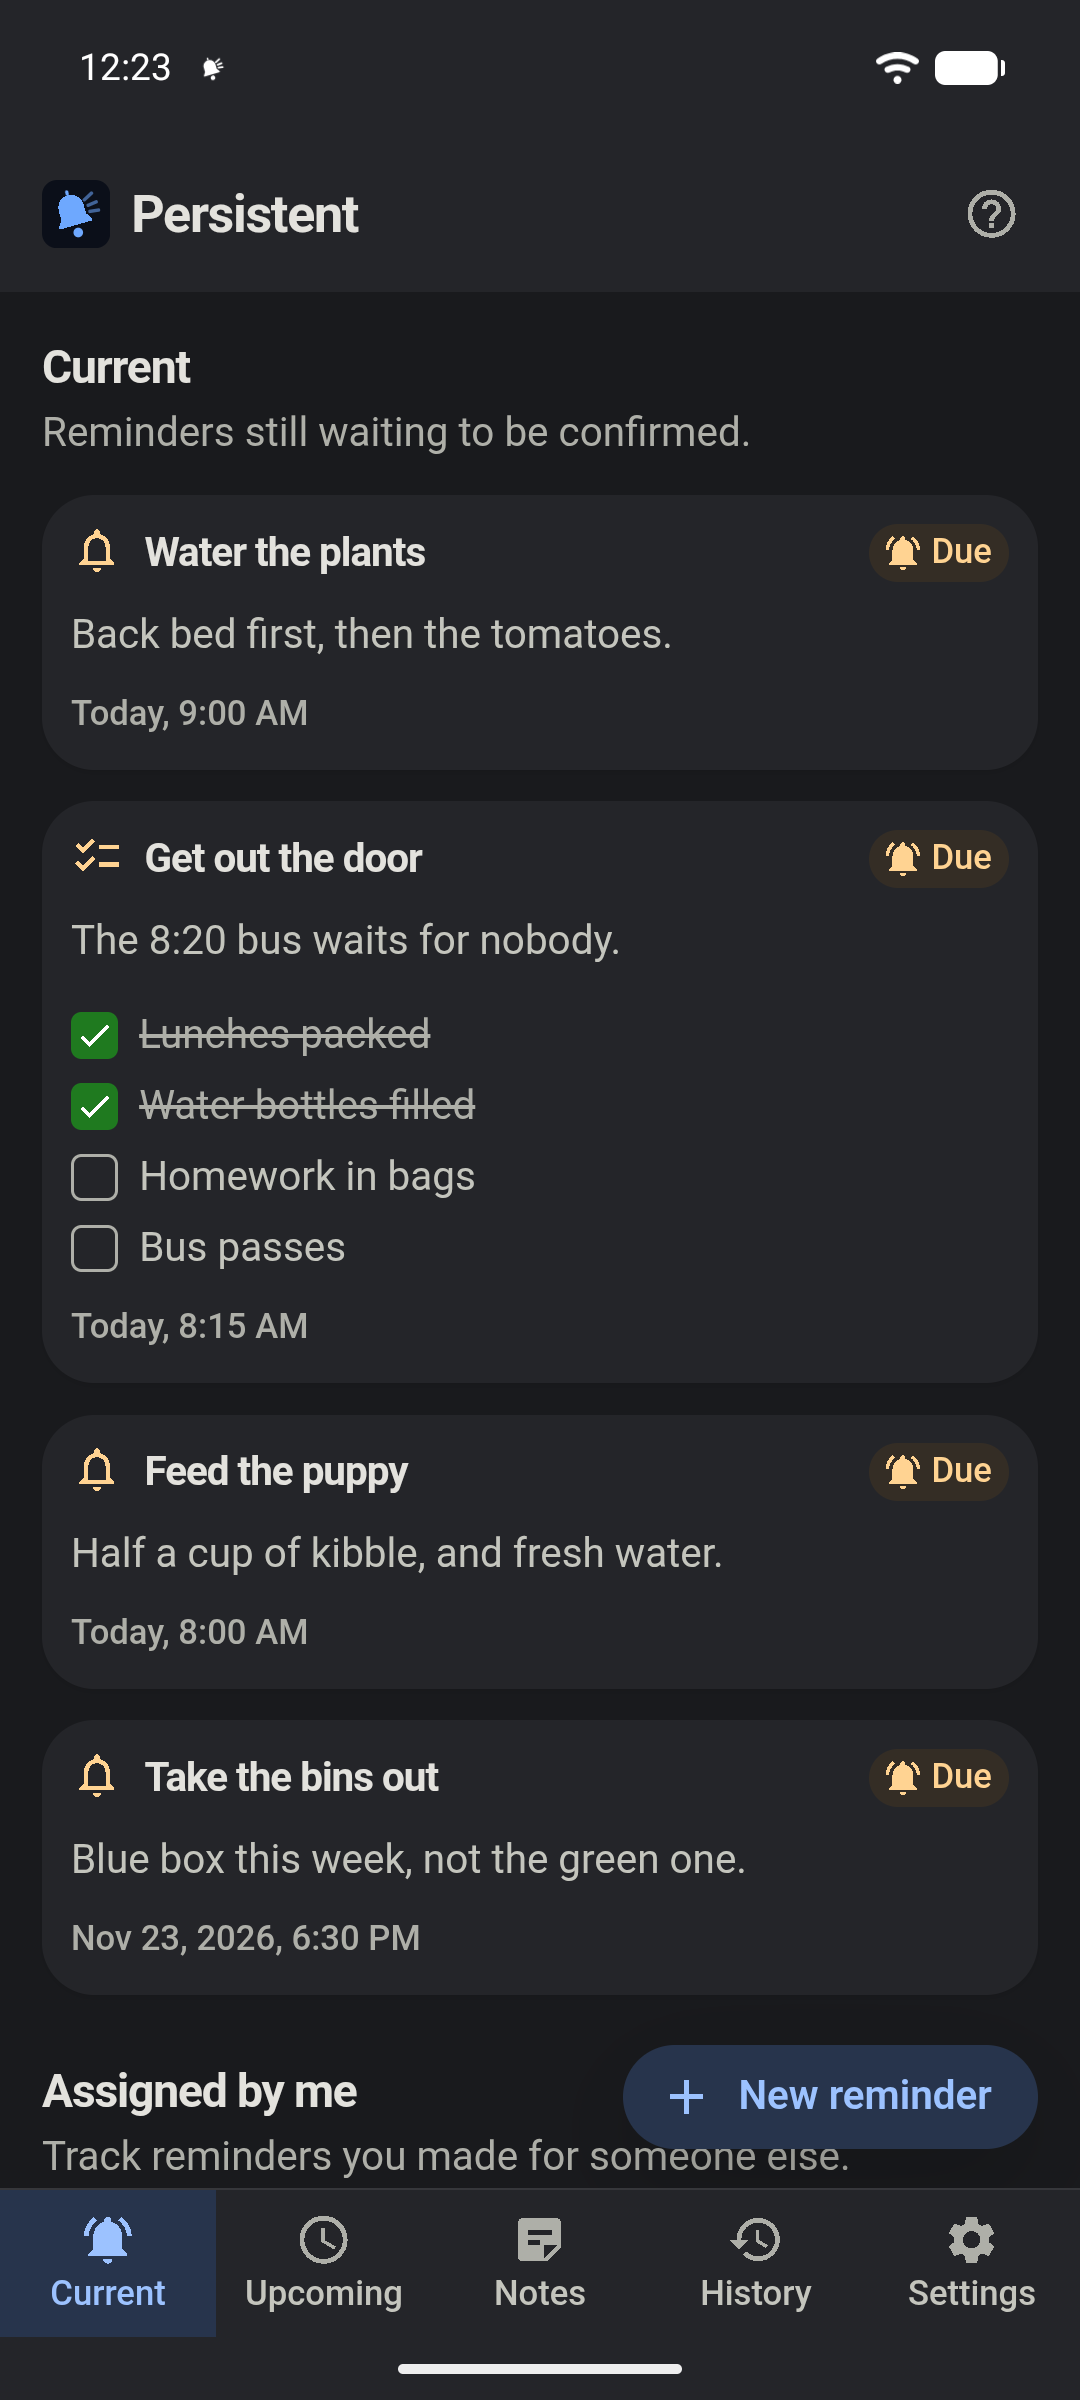 12:23
Persistent
Current
Reminders still waiting to be confirmed.
Water the plants
Due
Back bed first, then the tomatoes.
Today, 9:00 AM
Get out the door
Due
The 8:20 bus waits for nobody.
Lunches packed
Water bottles filled
Homework in bags
Bus passes
Today, 8:15 AM
Feed the puppy
Due
Half a cup of kibble, and fresh water.
Today, 8:00 AM
Take the bins out
Due
Blue box this week, not the green one.
Nov 23, 2026, 6:30 PM
Assigned by me
New reminder
Track reminders you made for someone else.
Current
Upcoming
Notes
History
Settings